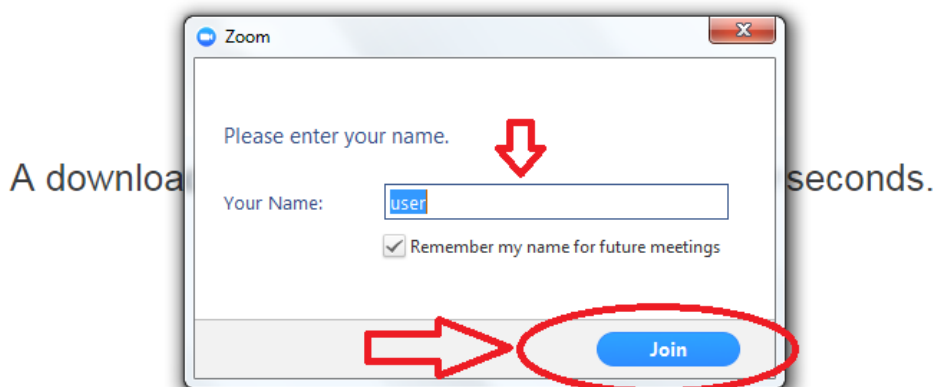 Zoom
Please enter your name.
A downloa seconds.
Your Name: user
Remember my name for future meetings
Join